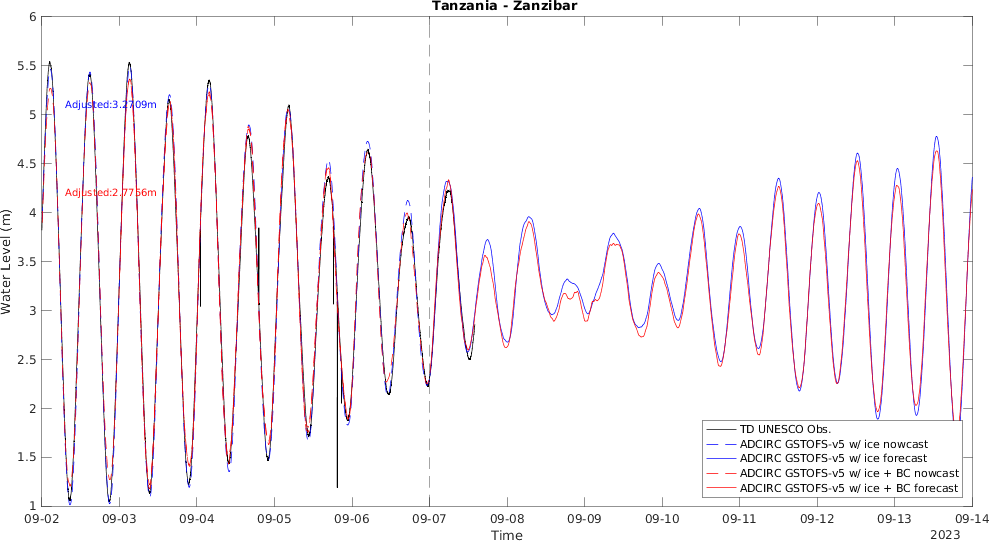 Tanzania - Zanzibar
6
5.5
5
4.5
4
3.5
3
2.5
2
1.5
1
Water Level (m)
Adjusted:3.2709m
Adjusted:2.7756m
TD UNESCO Obs.
ADCIRC GSTOFS-v5 w/ ice nowcast
ADCIRC GSTOFS-v5 w/ ice forecast
ADCIRC GSTOFS-v5 w/ ice + BC nowcast
ADCIRC GSTOFS-v5 w/ ice + BC forecast
09-02 09-03 09-04 09-05 09-06 09-07 09-08 09-09 09-10 09-11 09-12 09-13 09-14
Time
2023